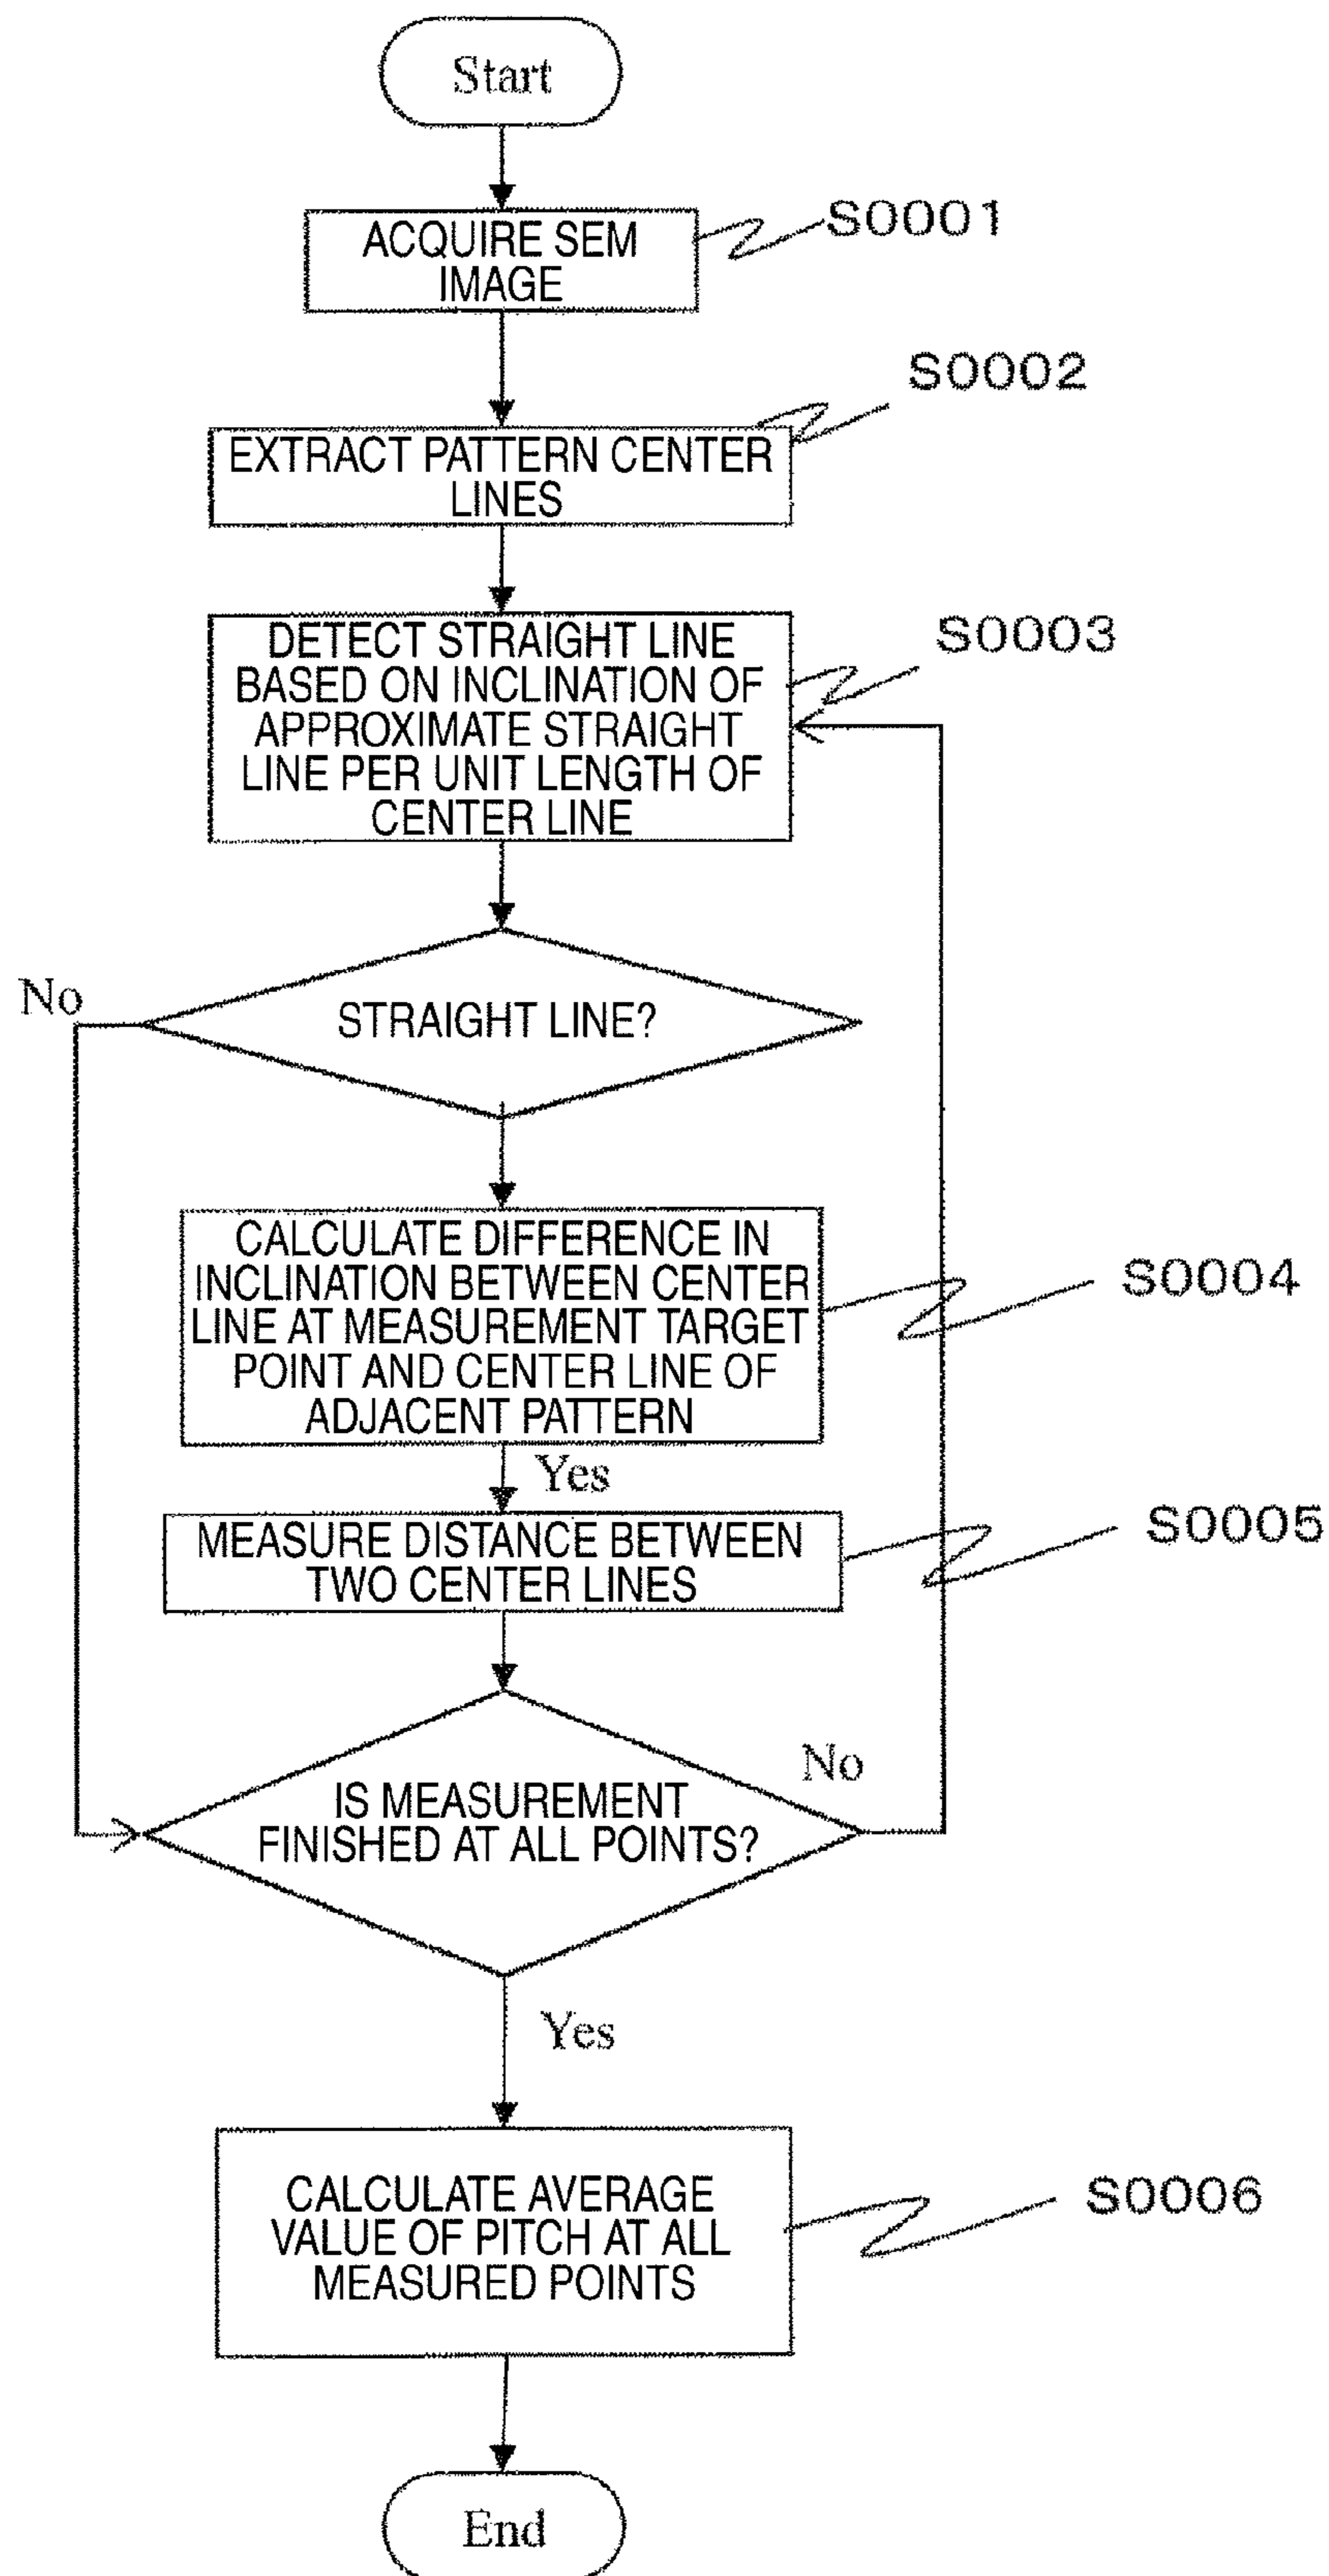 Start
ACQUIRE SEM
IMAGE
S0001
S0002
EXTRACT PATTERN CENTER
LINES
DETECT STRAIGHT LINE
BASED ON INCLINATION OF
APPROXIMATE STRAIGHT
LINE PER UNIT LENGTH OF
CENTER LINE
S0003
No
STRAIGHT LINE?
CALCULATE DIFFERENCE IN
INCLINATION BETWEEN CENTER
LINE AT MEASUREMENT TARGET
POINT AND CENTER LINE OF
ADJACENT PATTERN
S0004
Yes
MEASURE DISTANCE BETWEEN
TWO CENTER LINES
S0005
No
IS MEASUREMENT
FINISHED AT ALL POINTS?
Yes
CALCULATE AVERAGE
VALUE OF PITCH AT ALL
MEASURED POINTS
S0006
End